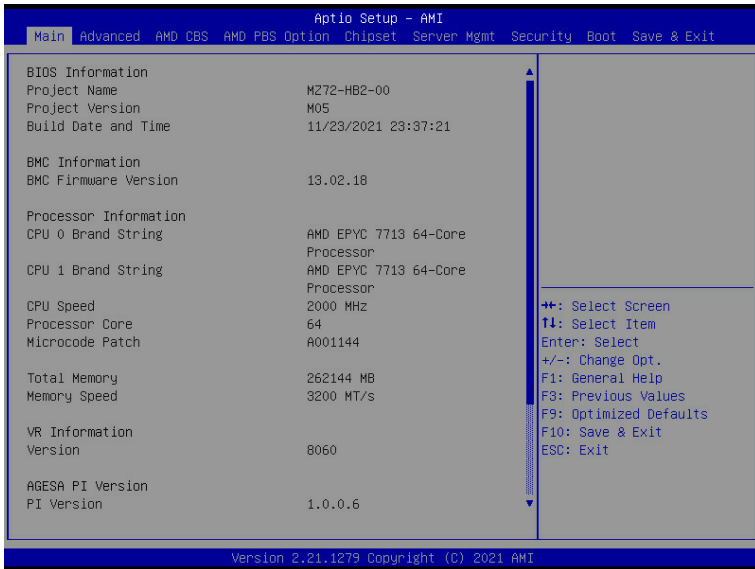 Aptio Setup – AMI
Main Advanced AMD CBS AMD PBS Option Chipset Server Mgmt Security Boot Save & Exit
BIOS Information
Project Name MZ72-HB2-00
Project Version M05
Build Date and Time 11/23/2021 23:37:21
BMC Information
BMC Firmware Version 13.02.18
Processor Information
CPU 0 Brand String AMD EPYC 7713 64-Core
Processor
CPU 1 Brand String AMD EPYC 7713 64-Core
Processor
CPU Speed 2000 MHz
Processor Core 64
Microcode Patch A001144
Total Memory 262144 MB
Memory Speed 3200 MT/s
VR Information
Version 8060
AGESA PI Version
PI Version 1.0.0.6
→←: Select Screen
↑↓: Select Item
Enter: Select
+/-: Change Opt.
F1: General Help
F3: Previous Values
F9: Optimized Defaults
F10: Save & Exit
ESC: Exit
Version 2.21.1279 Copyright (C) 2021 AMI